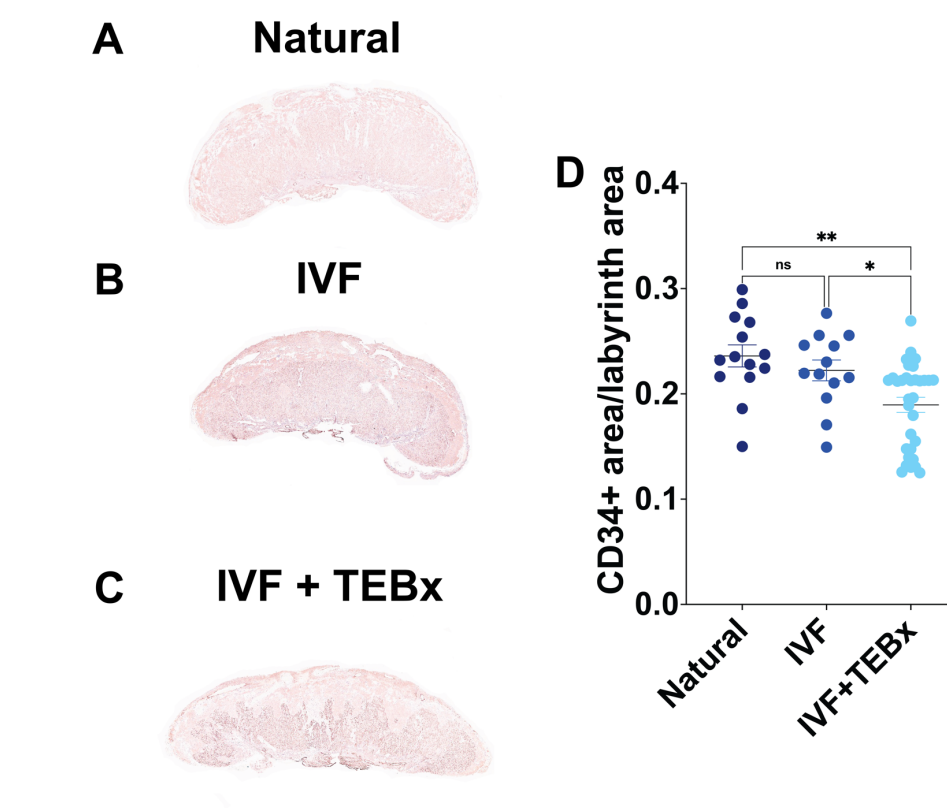 A
Natural
B
IVF
C
IVF + TEBx
D
CD34+ area/labyrinth area
0.4
0.3
0.2
0.1
0.0
**
ns
*
Natural
IVF
IVF+TEBx